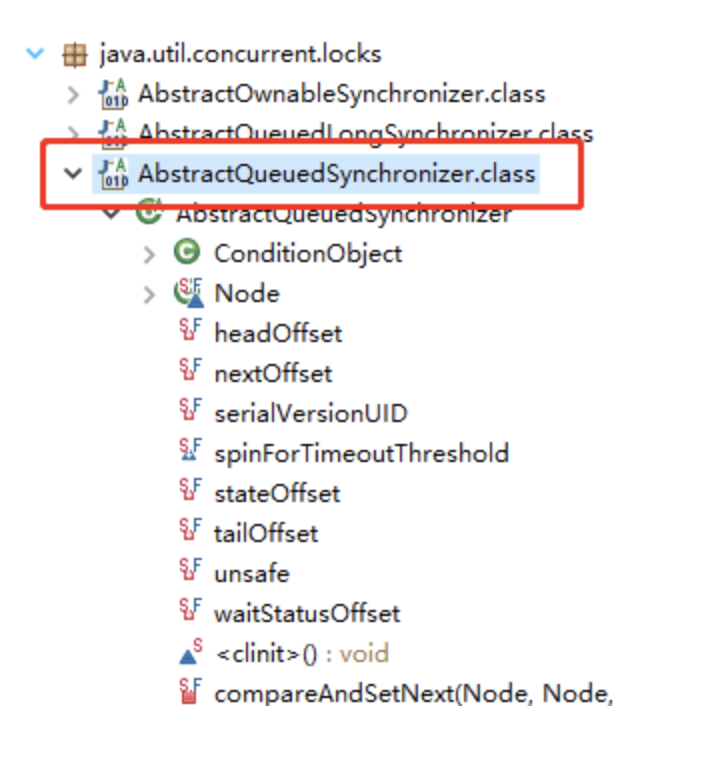 java.util.concurrent.locks
AbstractOwnableSynchronizer.class
AbstractQueuedLongSynchronizer.class
AbstractQueuedSynchronizer.class
AbstractQueuedSynchronizer
ConditionObject
Node
headOffset
nextOffset
serialVersionUID
spinForTimeoutThreshold
stateOffset
tailOffset
unsafe
waitStatusOffset
<clinit>() : void
compareAndSetNext(Node, Node,